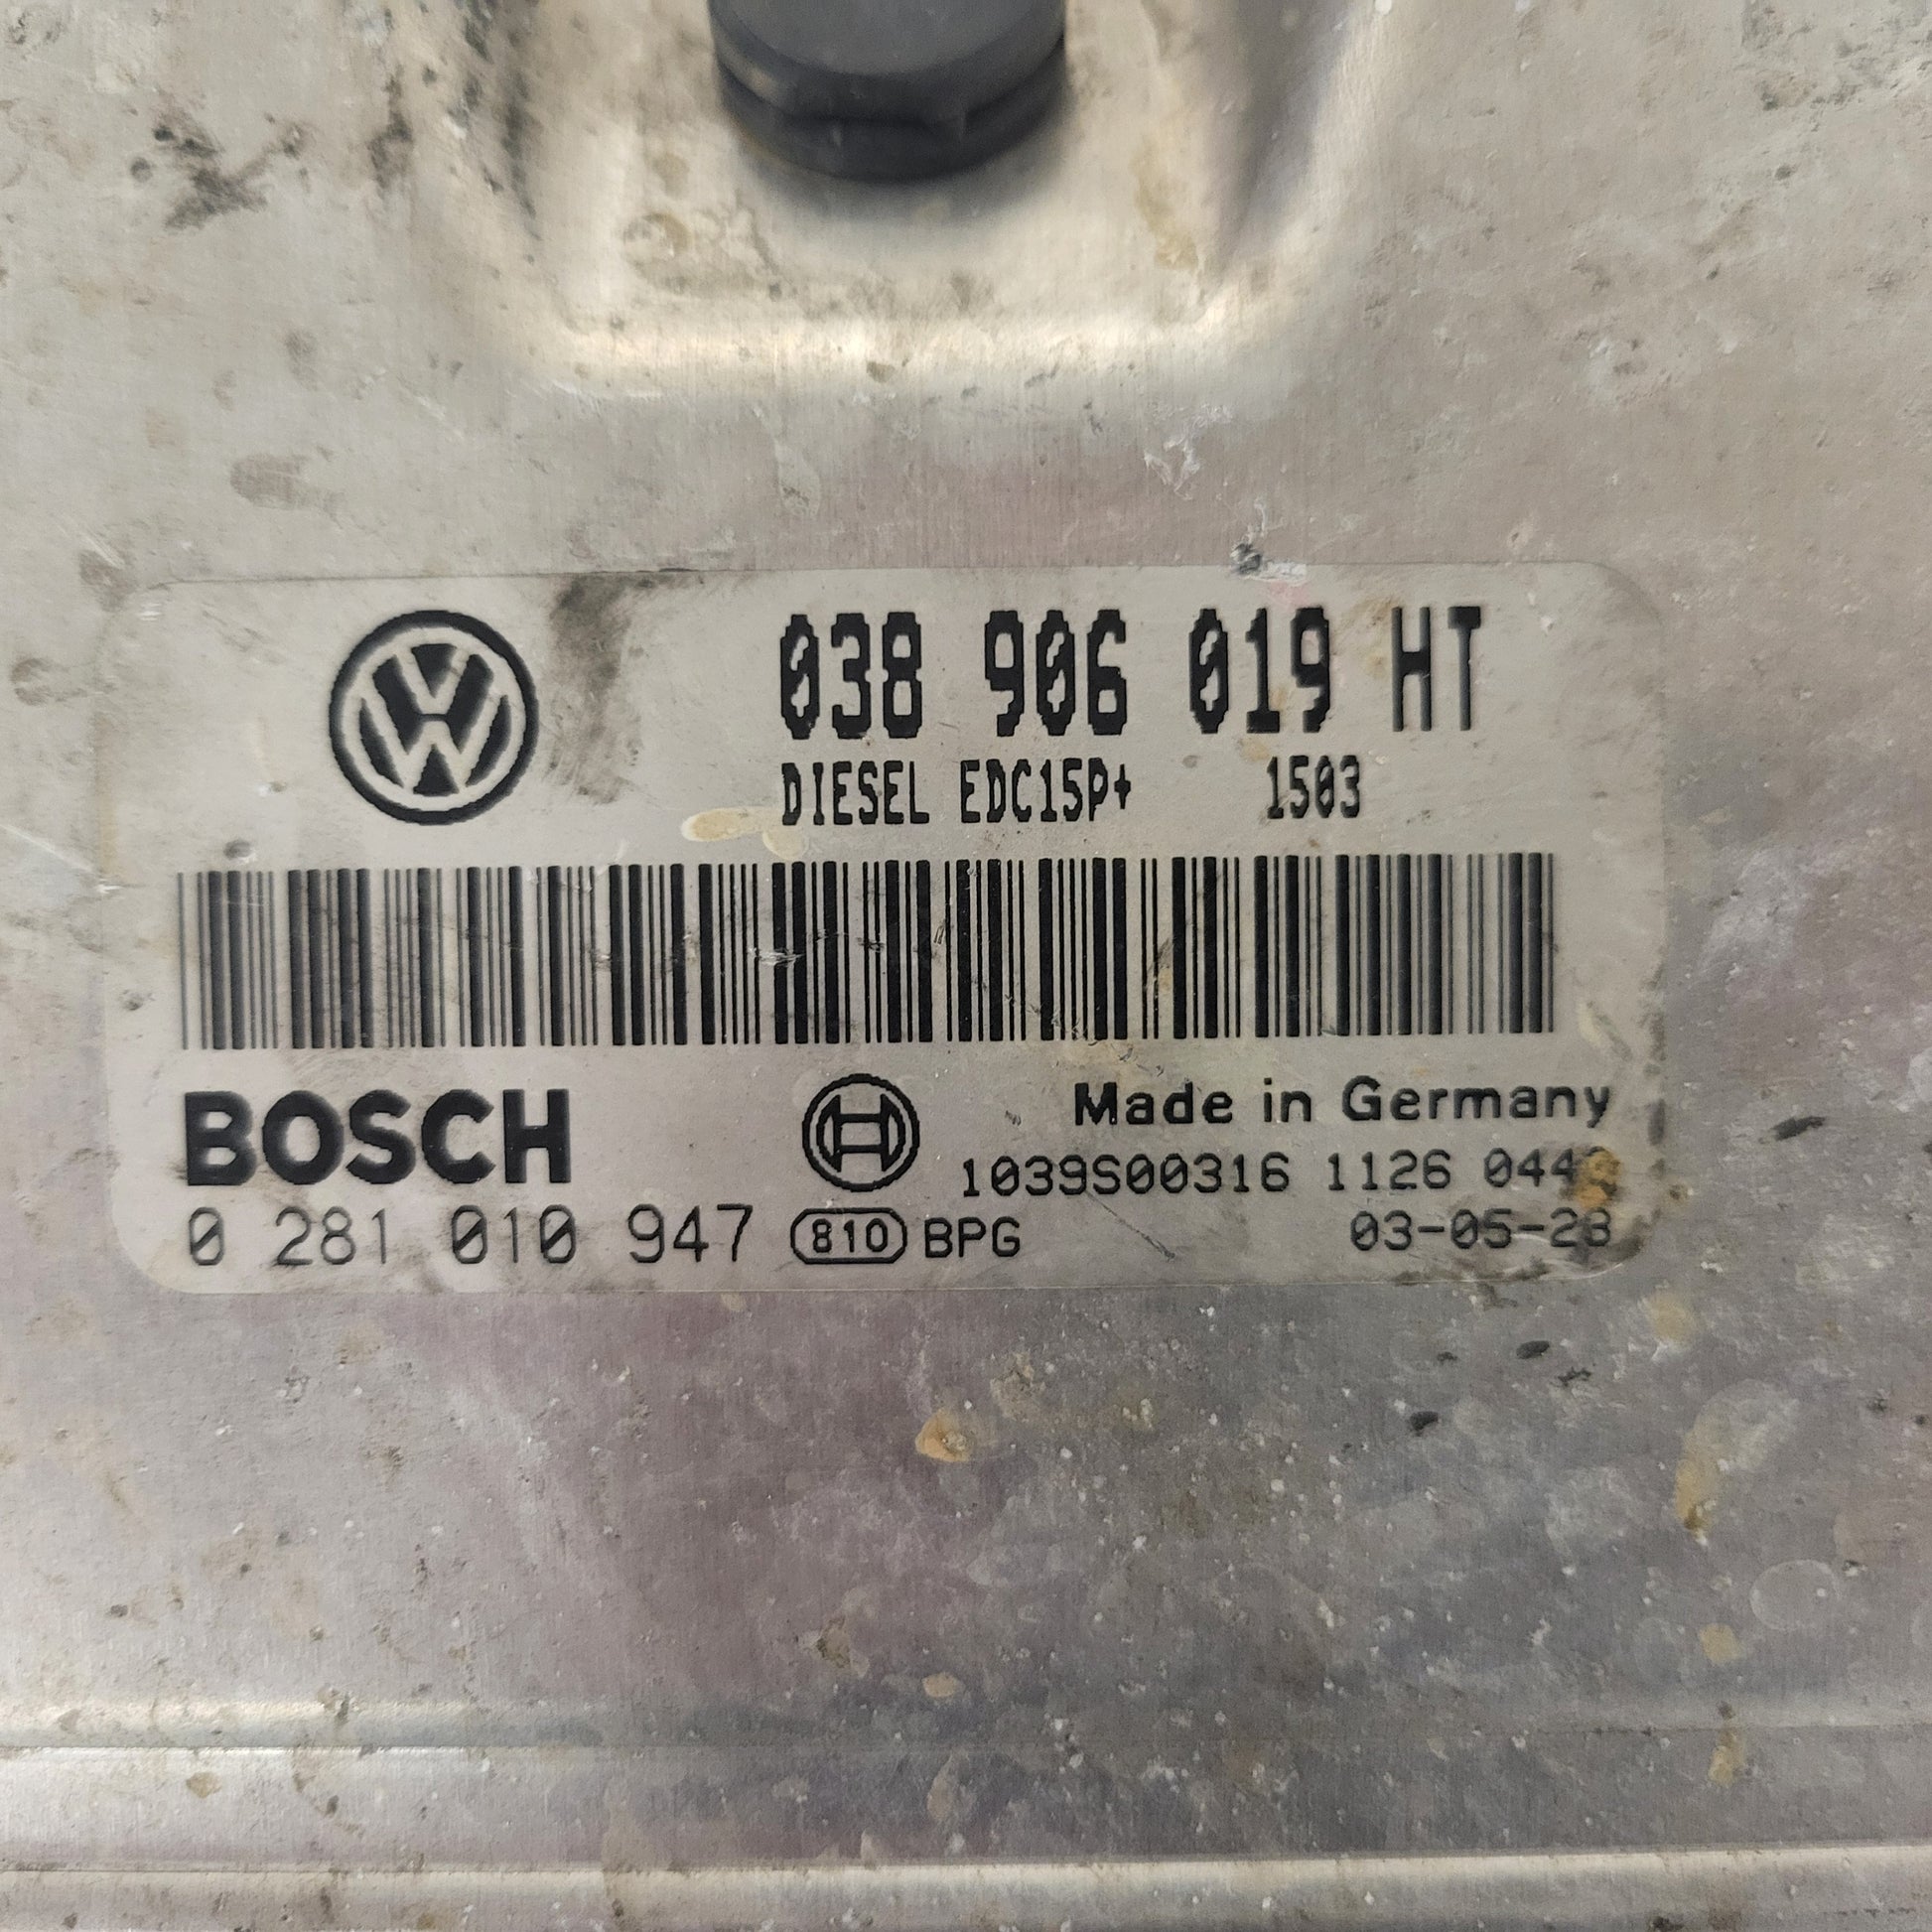 038 906 019 HT
DIESEL EDC15P+ 1503
BOSCH
Made in Germany
1039S00316 1126
0 281 010 947 810 BPG
03-05-28